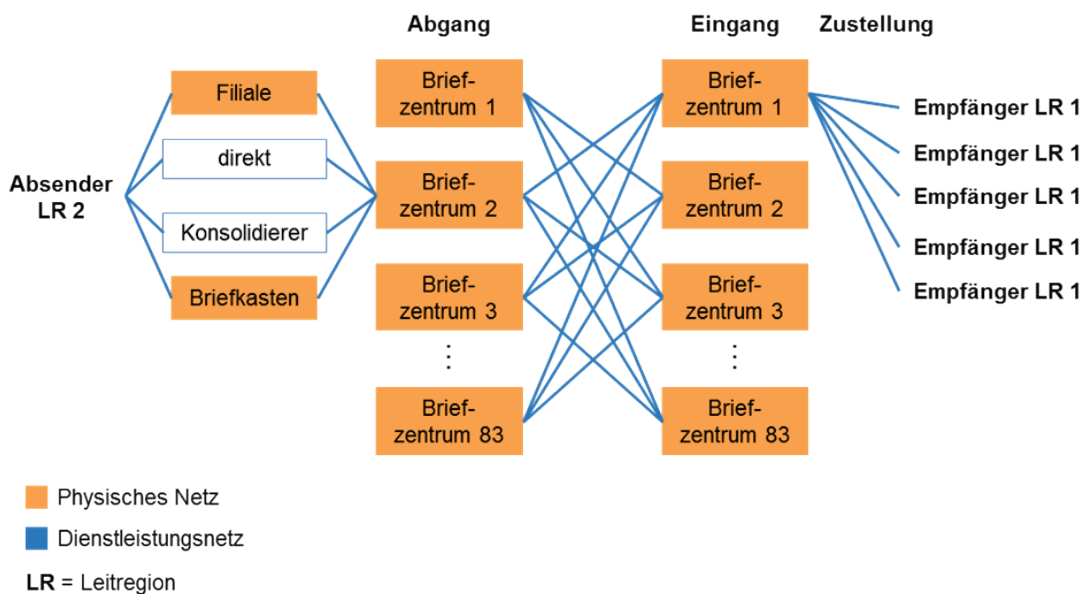 Abgang
Eingang
Zustellung
Absender
LR 2
Filiale
direkt
Konsolidierer
Briefkasten
Brief-
zentrum 1
Brief-
zentrum 2
Brief-
zentrum 3
⋮
Brief-
zentrum 83
Brief-
zentrum 1
Brief-
zentrum 2
Brief-
zentrum 3
⋮
Brief-
zentrum 83
Empfänger LR 1
Empfänger LR 1
Empfänger LR 1
Empfänger LR 1
Empfänger LR 1
Physisches Netz
Dienstleistungsnetz
LR = Leitregion